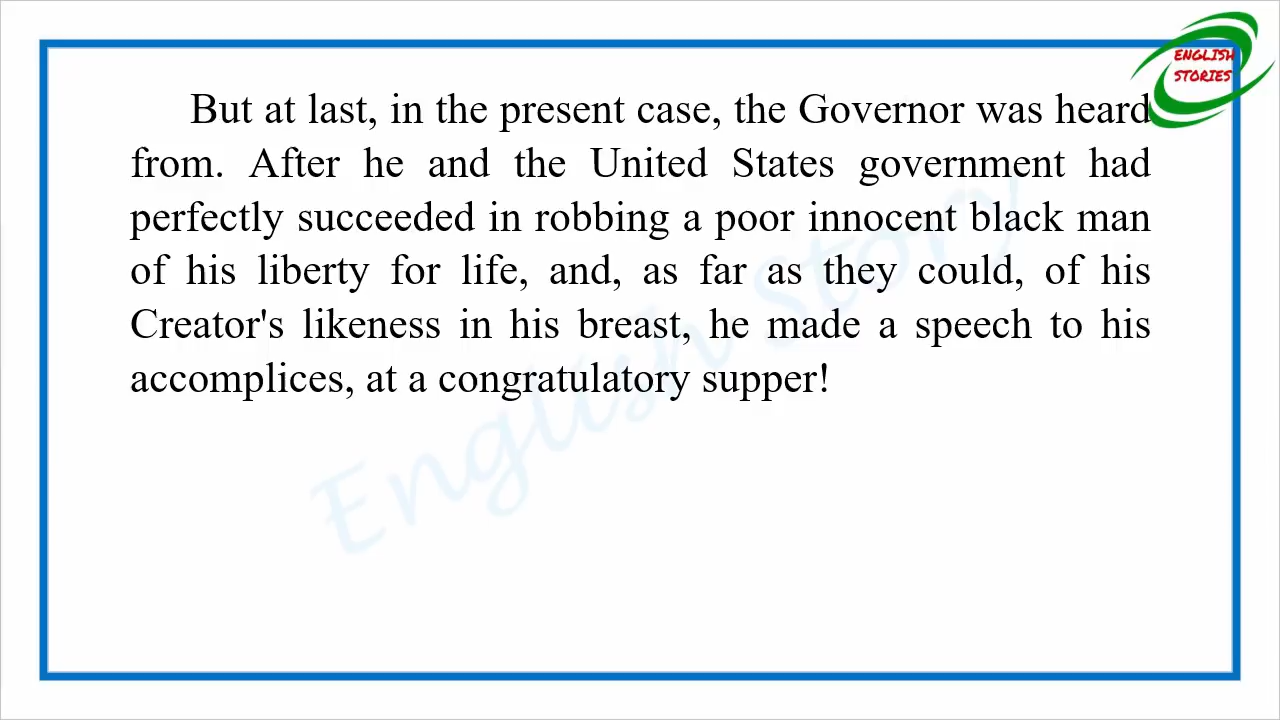 ENGLISH
STORIES
But at last, in the present case, the Governor was heard
from. After he and the United States government had
perfectly succeeded in robbing a poor innocent black man
of his liberty for life, and, as far as they could, of his
Creator's likeness in his breast, he made a speech to his
accomplices, at a congratulatory supper!
English Story